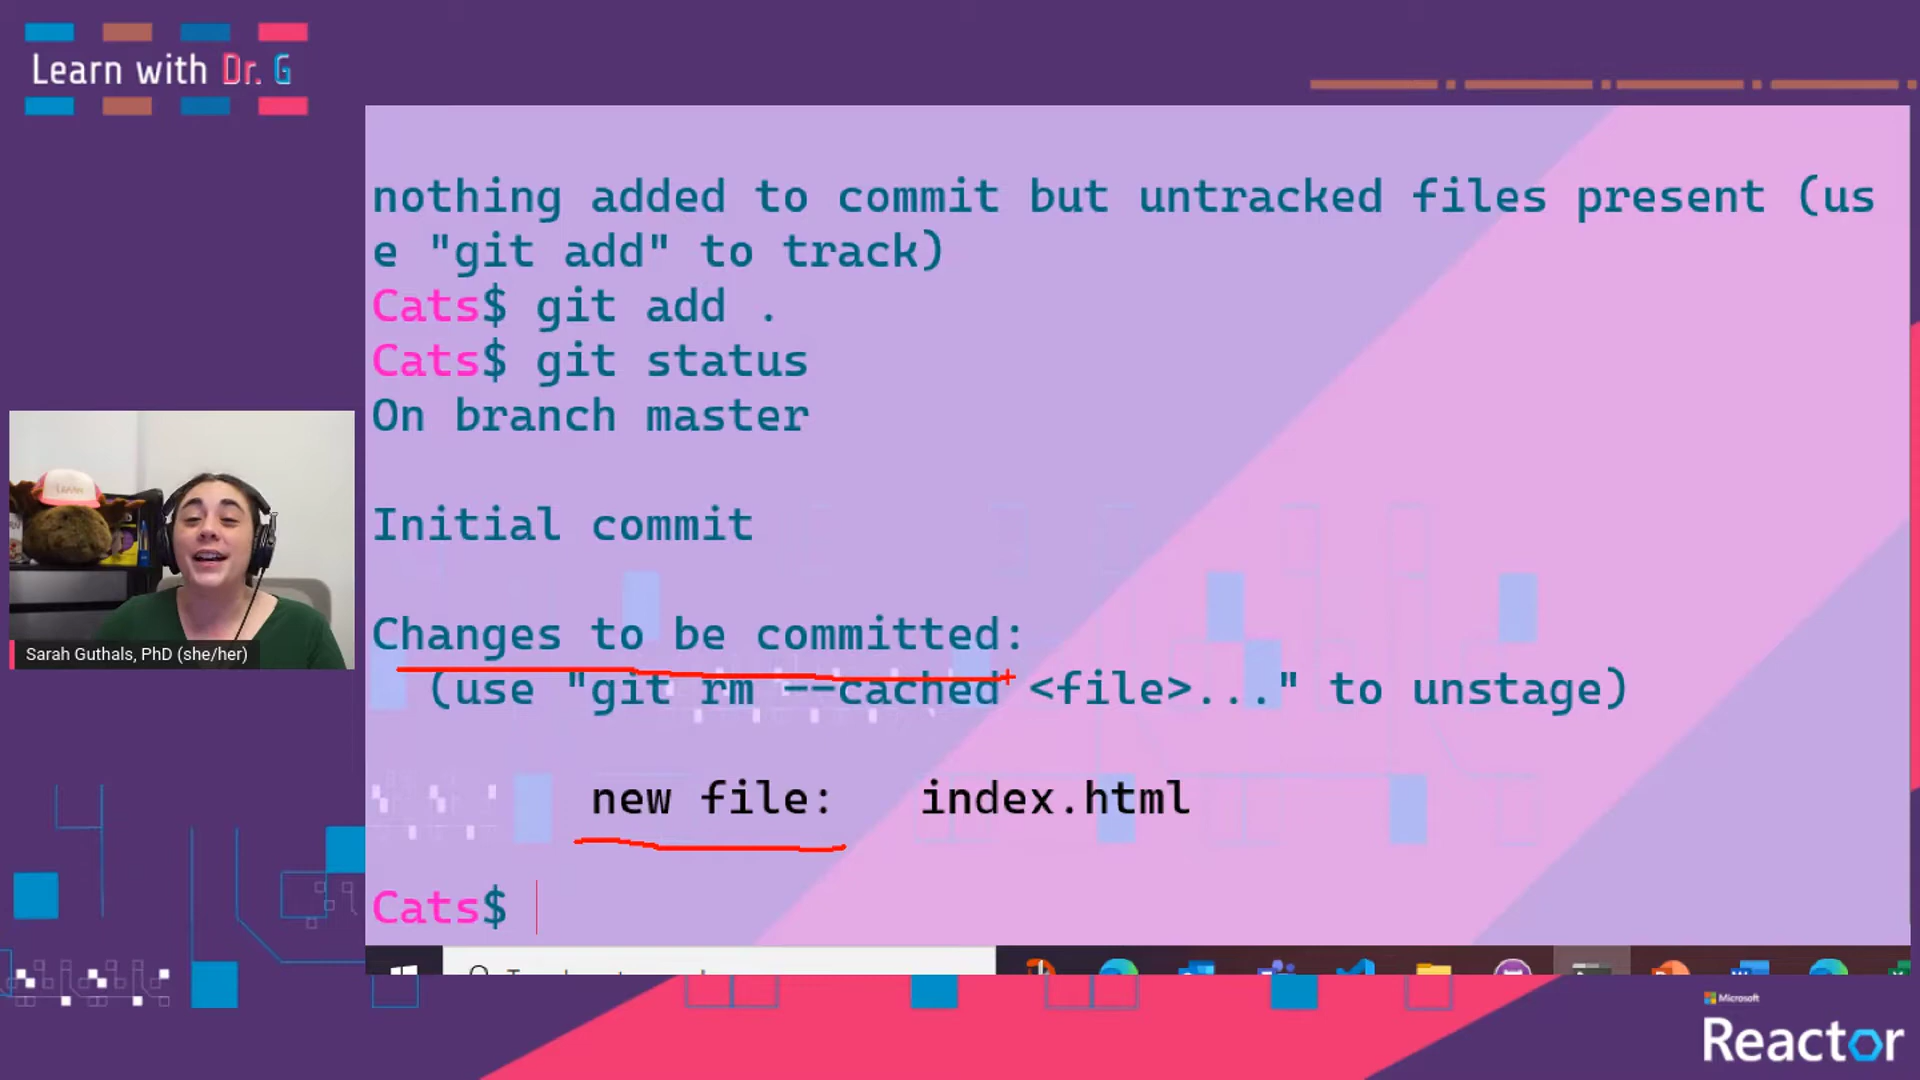 Learn with Dr. G
nothing added to commit but untracked files present (us
e "git add" to track)
Cats$ git add .
Cats$ git status
On branch master
Initial commit
Changes to be committed:
(use "git rm --cached <file>..." to unstage)
new file: index.html
Cats$
LEARN
Sarah Guthals, PhD (she/her)
Microsoft
Reactor